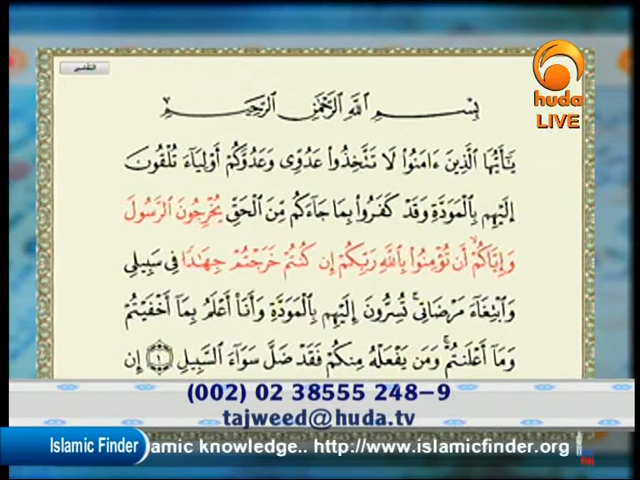 huda
LIVE
بِسْمِ اللَّهِ الرَّحْمَٰنِ الرَّحِيمِ
يَٰٓأَيُّهَا ٱلَّذِينَ ءَامَنُوا۟ لَا تَتَّخِذُوا۟ عَدُوِّى وَعَدُوَّكُمْ أَوْلِيَآءَ تُلْقُونَ
إِلَيْهِم بِٱلْمَوَدَّةِ وَقَدْ كَفَرُوا۟ بِمَا جَآءَكُم مِّنَ ٱلْحَقِّ يُخْرِجُونَ ٱلرَّسُولَ
وَإِيَّاكُمْ ۙ أَن تُؤْمِنُوا۟ بِٱللَّهِ رَبِّكُمْ إِن كُنتُمْ خَرَجْتُمْ جِهَٰدًا فِى سَبِيلِى
وَٱبْتِغَآءَ مَرْضَاتِى ۚ تُسِرُّونَ إِلَيْهِم بِٱلْمَوَدَّةِ وَأَنَا۠ أَعْلَمُ بِمَآ أَخْفَيْتُمْ
وَمَآ أَعْلَنتُمْ ۚ وَمَن يَفْعَلْهُ مِنكُمْ فَقَدْ ضَلَّ سَوَآءَ ٱلسَّبِيلِ ١ إِن
(002) 02 38555 248–9
tajweed@huda.tv
Islamic Finder amic knowledge.. http://www.islamicfinder.org